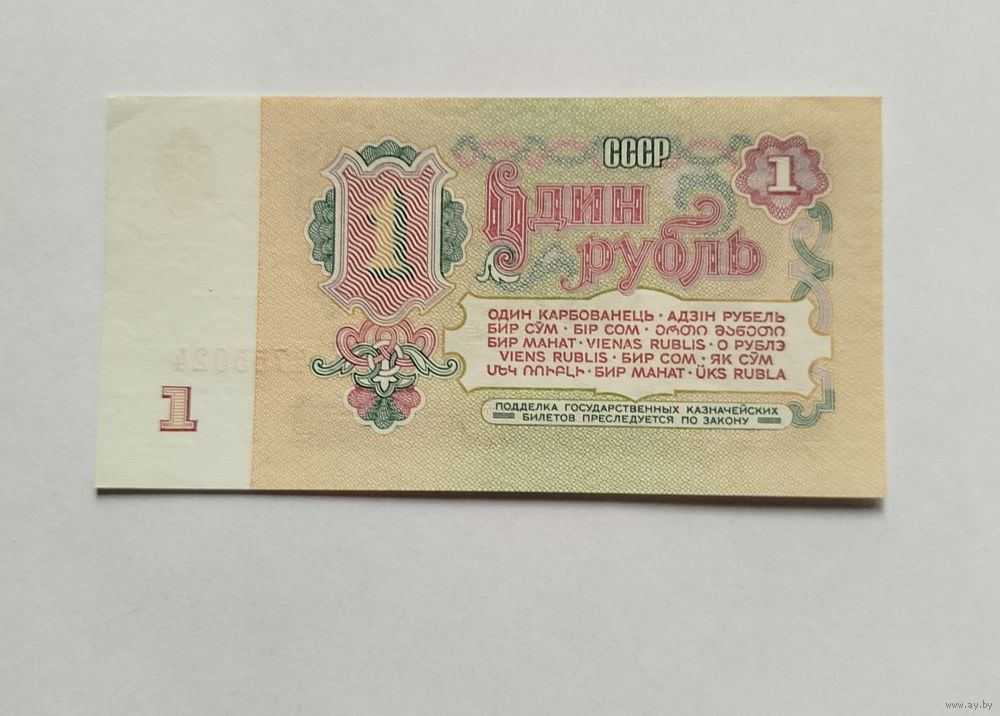 СССР
1
1
Один
рубль
ОДИН КАРБОВАНЕЦЬ · АДЗІН РУБЕЛЬ
БИР СЎМ · БІР СОМ · ᲔᲠᲗᲘ ᲛᲐᲜᲔᲗᲘ
БИР МАНАТ · VIENAS RUBLIS · О РУБЛЭ
VIENS RUBLIS · БИР СОМ · ЯК СЎМ
ՄԵԿ ՌՈՒԲԼԻ · БИР МАНАТ · ÜKS RUBLA
ПОДДЕЛКА ГОСУДАРСТВЕННЫХ КАЗНАЧЕЙСКИХ
БИЛЕТОВ ПРЕСЛЕДУЕТСЯ ПО ЗАКОНУ
1
www.ay.by